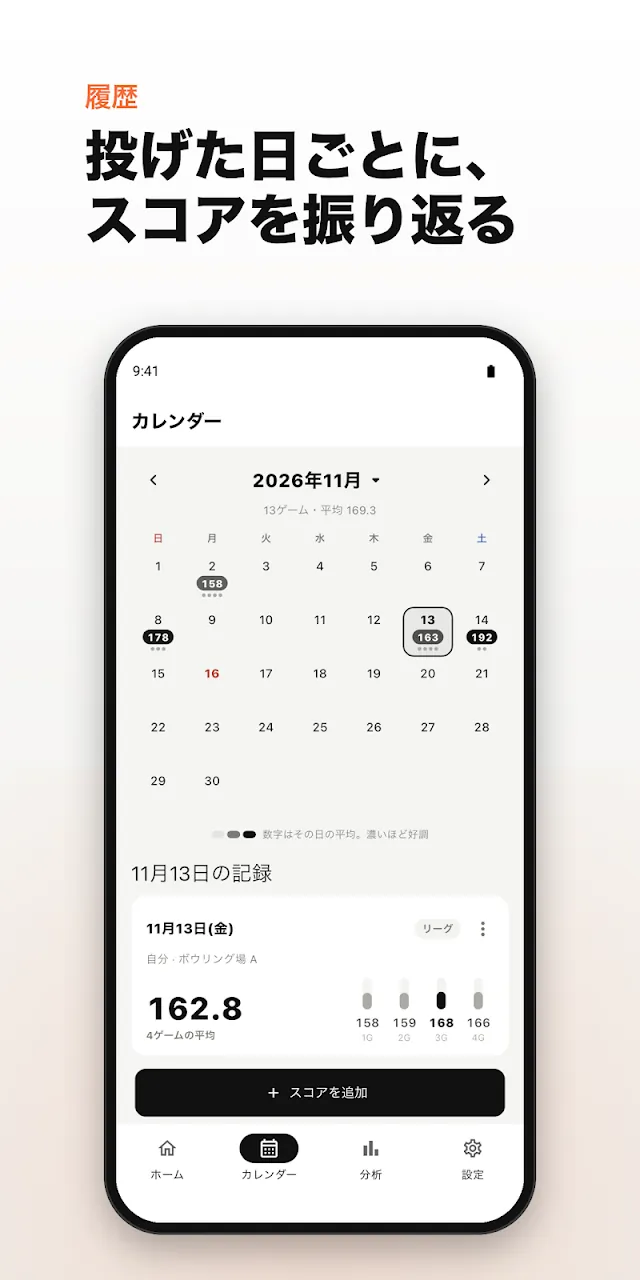 履歴
投げた日ごとに、
スコアを振り返る
9:41
カレンダー
2026年11月
13ゲーム・平均 169.3
日 月 火 水 木 金 土
1 2 3 4 5 6 7
158
8 9 10 11 12 13 14
178 163 192
15 16 17 18 19 20 21
22 23 24 25 26 27 28
29 30
数字はその日の平均。濃いほど好調
11月13日の記録
11月13日(金) リーグ
自分 · ボウリング場 A
162.8
4ゲームの平均
158 159 168 166
1G 2G 3G 4G
+ スコアを追加
ホーム カレンダー 分析 設定